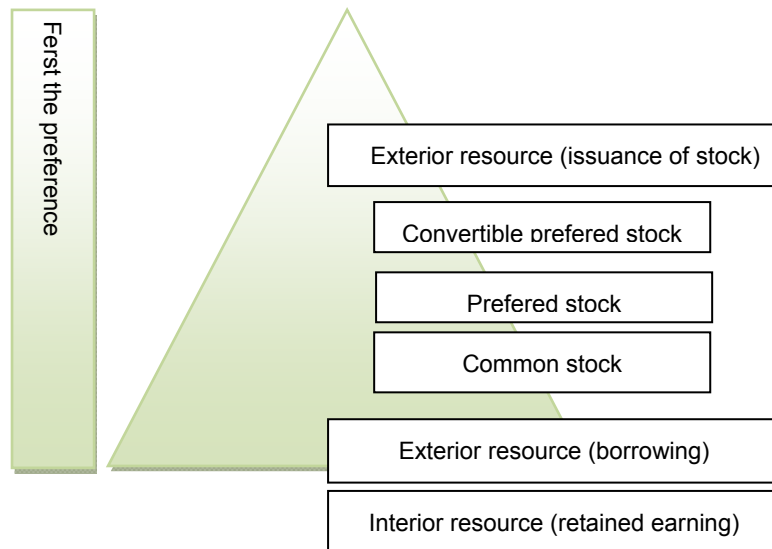 Ferst the preference
Exterior resource (issuance of stock)
Convertible prefered stock
Prefered stock
Common stock
Exterior resource (borrowing)
Interior resource (retained earning)